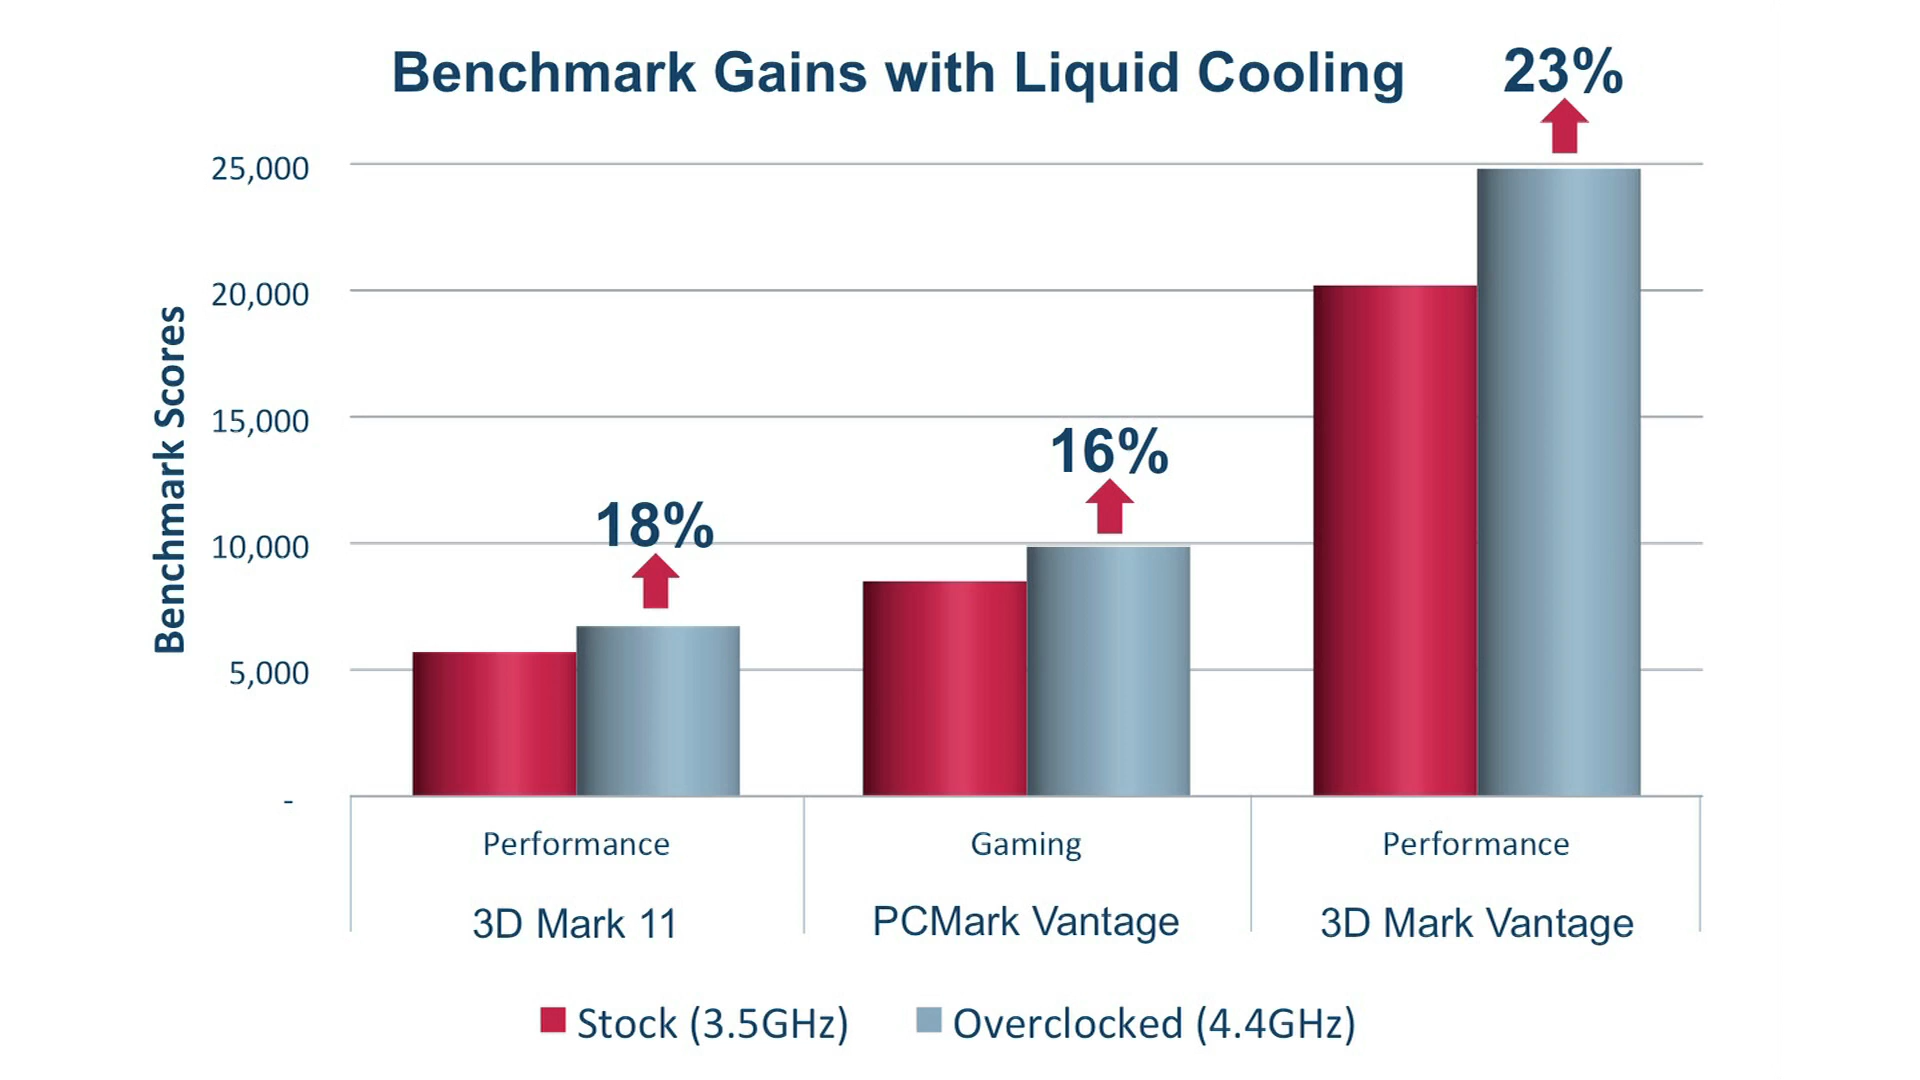 Benchmark Gains with Liquid Cooling
23%
25,000
20,000
15,000
10,000
5,000
-
Benchmark Scores
18%
16%
Performance
Gaming
Performance
3D Mark 11
PCMark Vantage
3D Mark Vantage
Stock (3.5GHz)
Overclocked (4.4GHz)